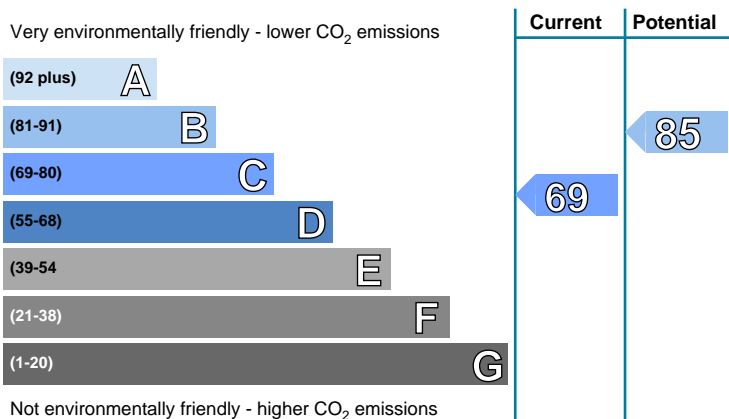 Current Potential
Very environmentally friendly - lower CO2 emissions
(92 plus) A
(81-91) B
85
(69-80) C
69
(55-68) D
(39-54 E
(21-38) F
(1-20) G
Not environmentally friendly - higher CO2 emissions